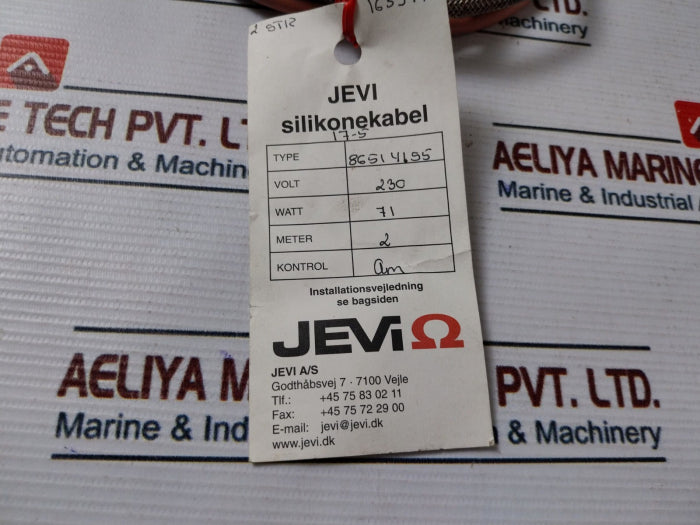 2 STK
JEVI
silikonekabel
17-5
TYPE 86514195
VOLT 230
WATT 71
METER 2
KONTROL am
Installationsvejledning
se bagsiden
JEVI Ω
JEVI A/S
Godthåbsvej 7 · 7100 Vejle
Tlf.: +45 75 83 02 11
Fax: +45 75 72 29 00
E-mail: jevi@jevi.dk
www.jevi.dk
E TECH PVT. LT
utomation & Machin
LTD.
Machinery
AELIYA MARINE
Marine & Industrial A
AELIYA M
Marine & Ind
PVT. LTD.
& Machinery